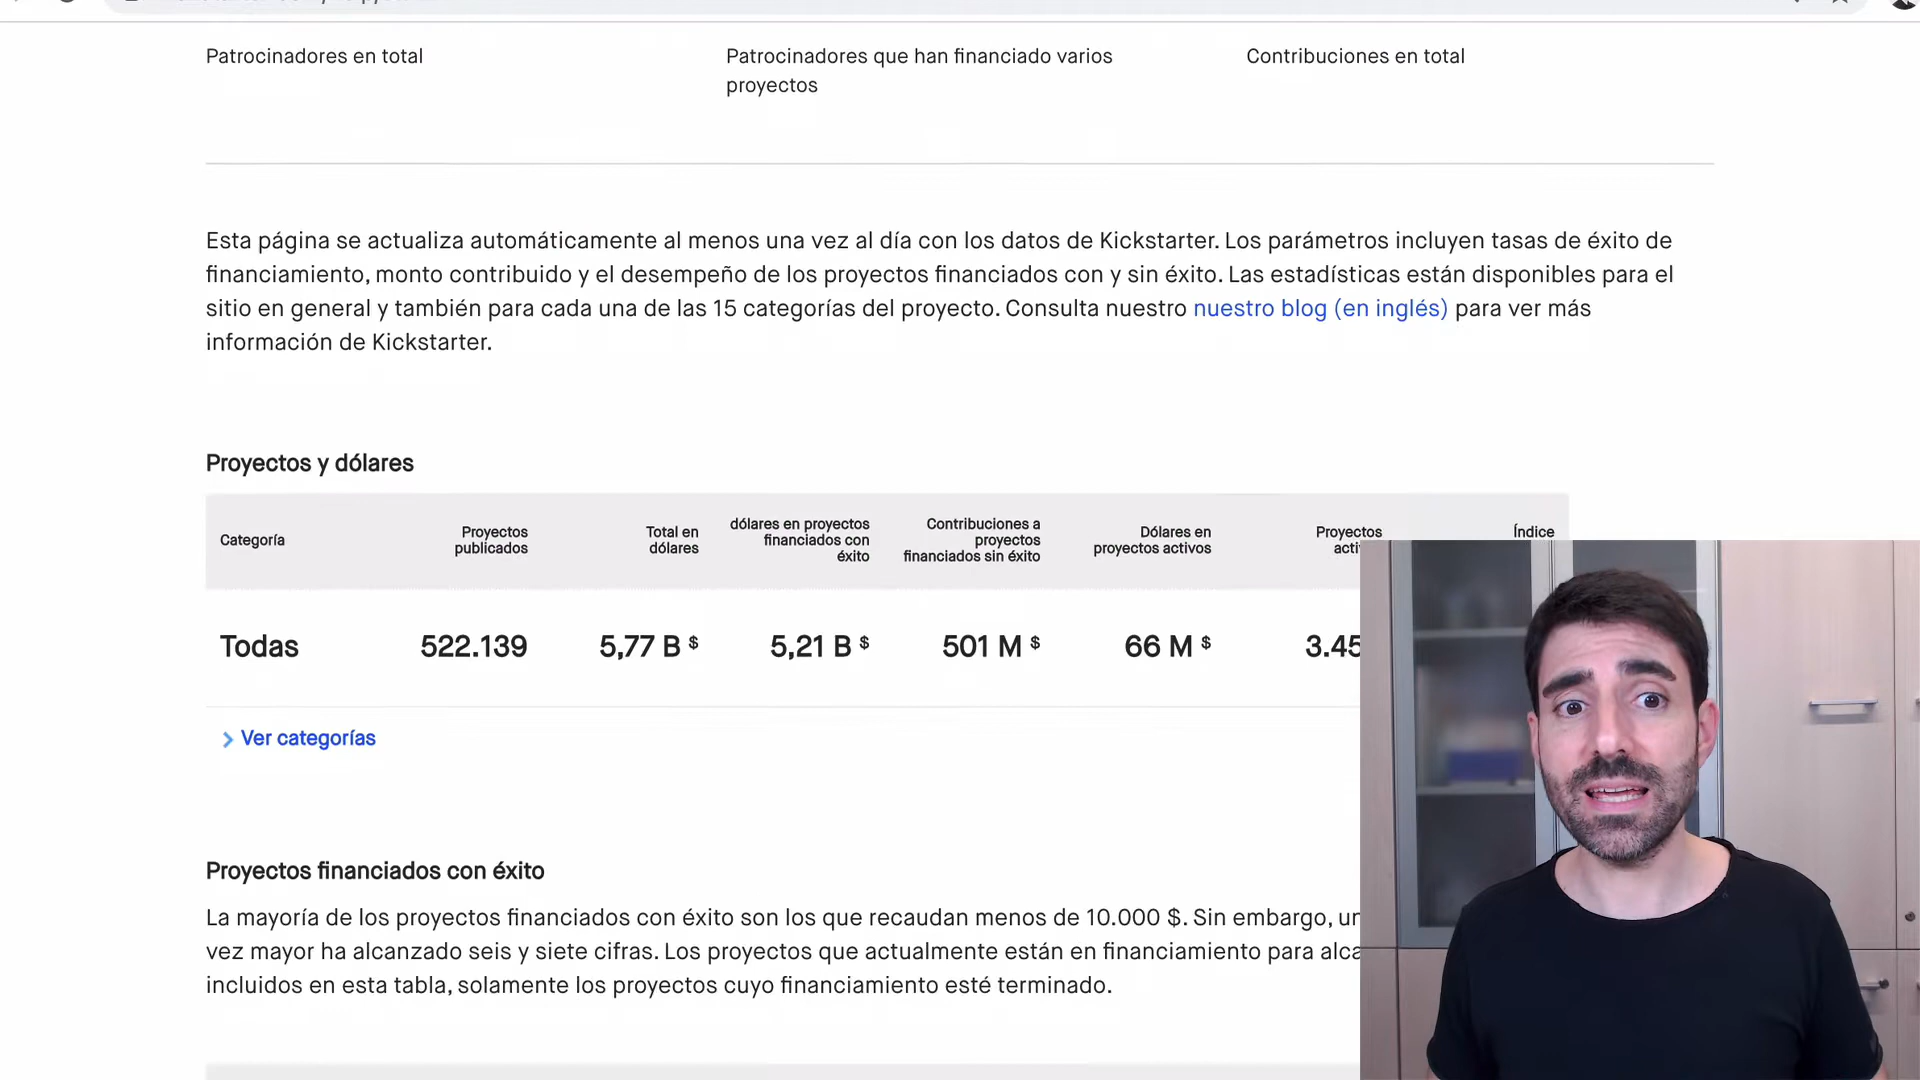 Patrocinadores en total
Patrocinadores que han financiado varios
proyectos
Contribuciones en total
Esta página se actualiza automáticamente al menos una vez al día con los datos de Kickstarter. Los parámetros incluyen tasas de éxito de
financiamiento, monto contribuido y el desempeño de los proyectos financiados con y sin éxito. Las estadísticas están disponibles para el
sitio en general y también para cada una de las 15 categorías del proyecto. Consulta nuestro nuestro blog (en inglés) para ver más
información de Kickstarter.
Proyectos y dólares
Categoría
Proyectos
publicados
Total en
dólares
dólares en proyectos
financiados con
éxito
Contribuciones a
proyectos
financiados sin éxito
Dólares en
proyectos activos
Proyectos
Índice
Todas 522.139 5,77 B $ 5,21 B $ 501 M $ 66 M $ 3.45
Ver categorías
Proyectos financiados con éxito
La mayoría de los proyectos financiados con éxito son los que recaudan menos de 10.000 $. Sin embargo,
vez mayor ha alcanzado seis y siete cifras. Los proyectos que actualmente están en financiamiento para
incluidos en esta tabla, solamente los proyectos cuyo financiamiento esté terminado.